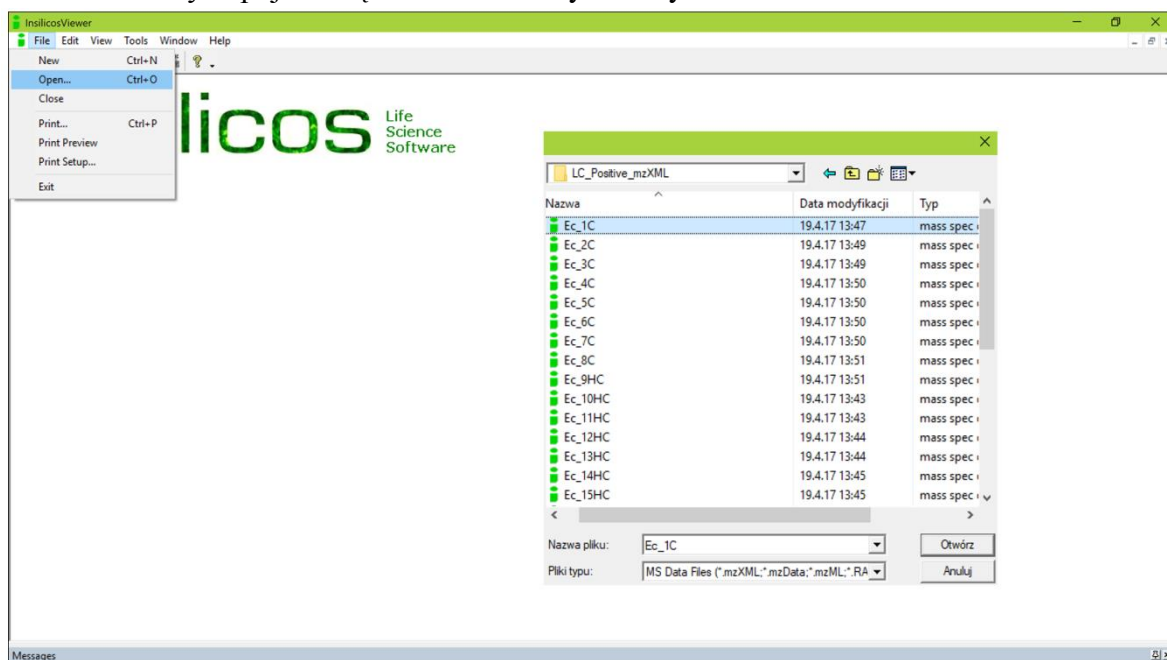 InsilicosViewer
File Edit View Tools Window Help
New Ctrl+N
Open... Ctrl+O
Close
Print... Ctrl+P
Print Preview
Print Setup...
Exit
licos
Life
Science
Software
LC_Positive_mzXML
Nazwa Data modyfikacji Typ
Ec_1C 19.4.17 13:47 mass spec
Ec_2C 19.4.17 13:49 mass spec
Ec_3C 19.4.17 13:49 mass spec
Ec_4C 19.4.17 13:50 mass spec
Ec_5C 19.4.17 13:50 mass spec
Ec_6C 19.4.17 13:50 mass spec
Ec_7C 19.4.17 13:50 mass spec
Ec_8C 19.4.17 13:51 mass spec
Ec_9HC 19.4.17 13:51 mass spec
Ec_10HC 19.4.17 13:43 mass spec
Ec_11HC 19.4.17 13:43 mass spec
Ec_12HC 19.4.17 13:44 mass spec
Ec_13HC 19.4.17 13:44 mass spec
Ec_14HC 19.4.17 13:45 mass spec
Ec_15HC 19.4.17 13:45 mass spec
Nazwa pliku: Ec_1C Otwórz
Pliki typu: MS Data Files (*.mzXML;*.mzData;*.mzML;*.RA Anuluj
Messages